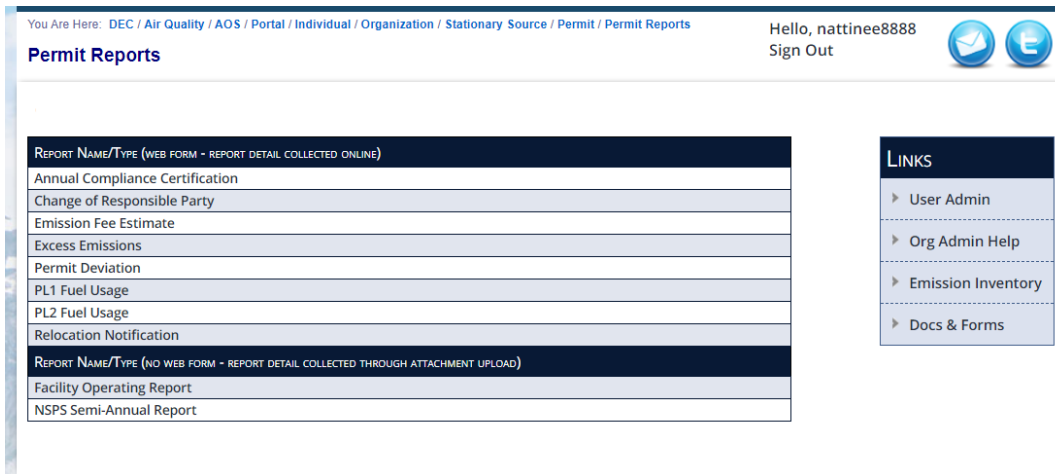 You Are Here: DEC / Air Quality / AOS / Portal / Individual / Organization / Stationary Source / Permit / Permit Reports
Hello, nattinee8888
Sign Out
Permit Reports
Report Name/Type (web form - report detail collected online)
Annual Compliance Certification
Change of Responsible Party
Emission Fee Estimate
Excess Emissions
Permit Deviation
PL1 Fuel Usage
PL2 Fuel Usage
Relocation Notification
Report Name/Type (no web form - report detail collected through attachment upload)
Facility Operating Report
NSPS Semi-Annual Report
Links
User Admin
Org Admin Help
Emission Inventory
Docs & Forms